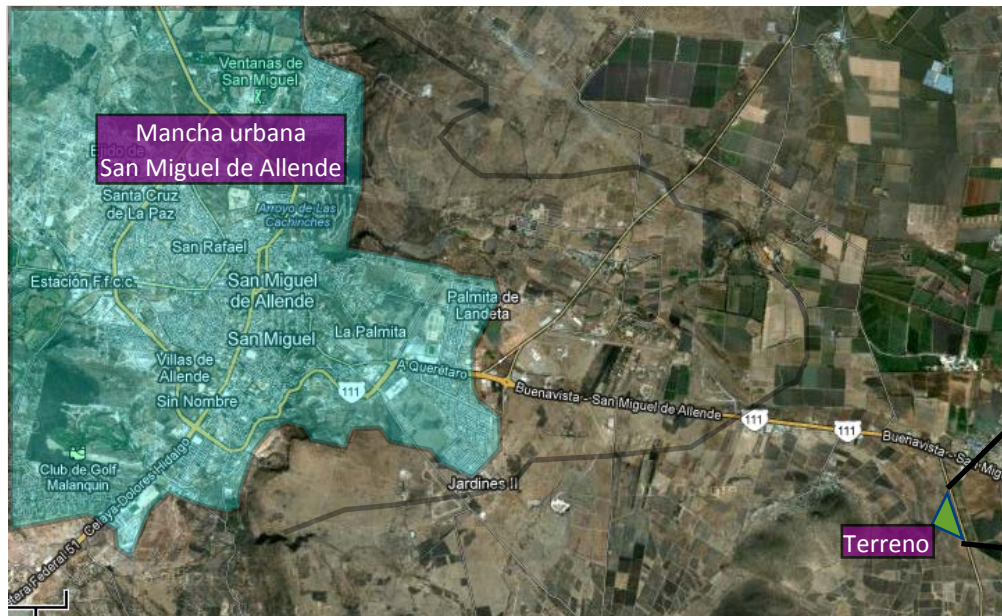 Ventanas de
San Miguel
Mancha urbana
San Miguel de Allende
Santa Cruz
de La Paz
Arroyo de Las
Cachinches
San Rafael
Estación F.f.c.c.
San Miguel
de Allende
Palmita de
Landeta
San Miguel
La Palmita
Villas de
Allende
A Querétaro
111
Sin Nombre
Buenavista - San Miguel de Allende
111
111
Buenavista - San Mig
Club de Golf
Malanquin
Jardines II
Terreno
tera Federal 51 - Celaya-Dolores-Hidalgo